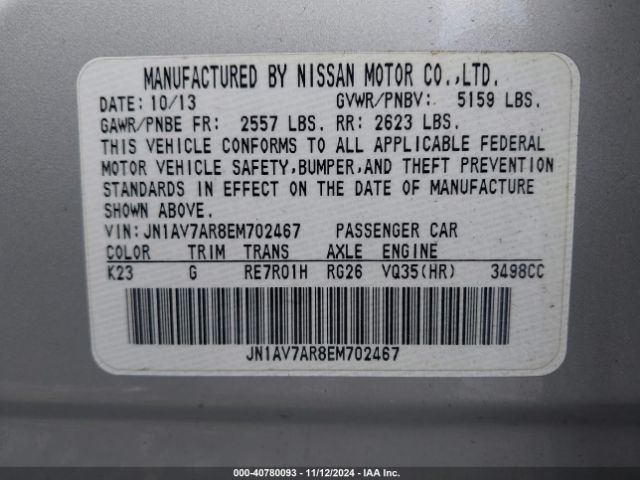 MANUFACTURED BY NISSAN MOTOR CO.,LTD.
DATE: 10/13 GVWR/PNBV: 5159 LBS.
GAWR/PNBE FR: 2557 LBS. RR: 2623 LBS.
THIS VEHICLE CONFORMS TO ALL APPLICABLE FEDERAL
MOTOR VEHICLE SAFETY,BUMPER,AND THEFT PREVENTION
STANDARDS IN EFFECT ON THE DATE OF MANUFACTURE
SHOWN ABOVE.
VIN: JN1AV7AR8EM702467 PASSENGER CAR
COLOR TRIM TRANS AXLE ENGINE
K23 G RE7R01H RG26 VQ35(HR) 3498CC
JN1AV7AR8EM702467
000-40780093 - 11/12/2024 - IAA Inc.